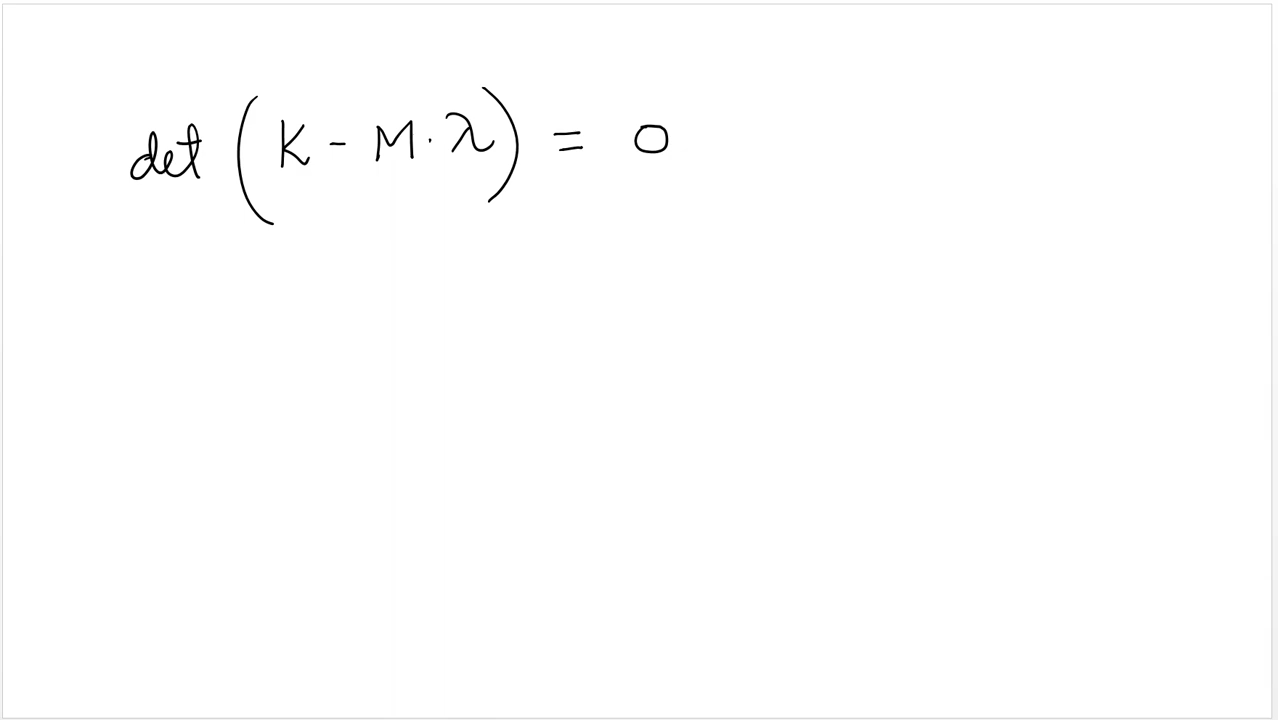 det (K - M · λ) = 0